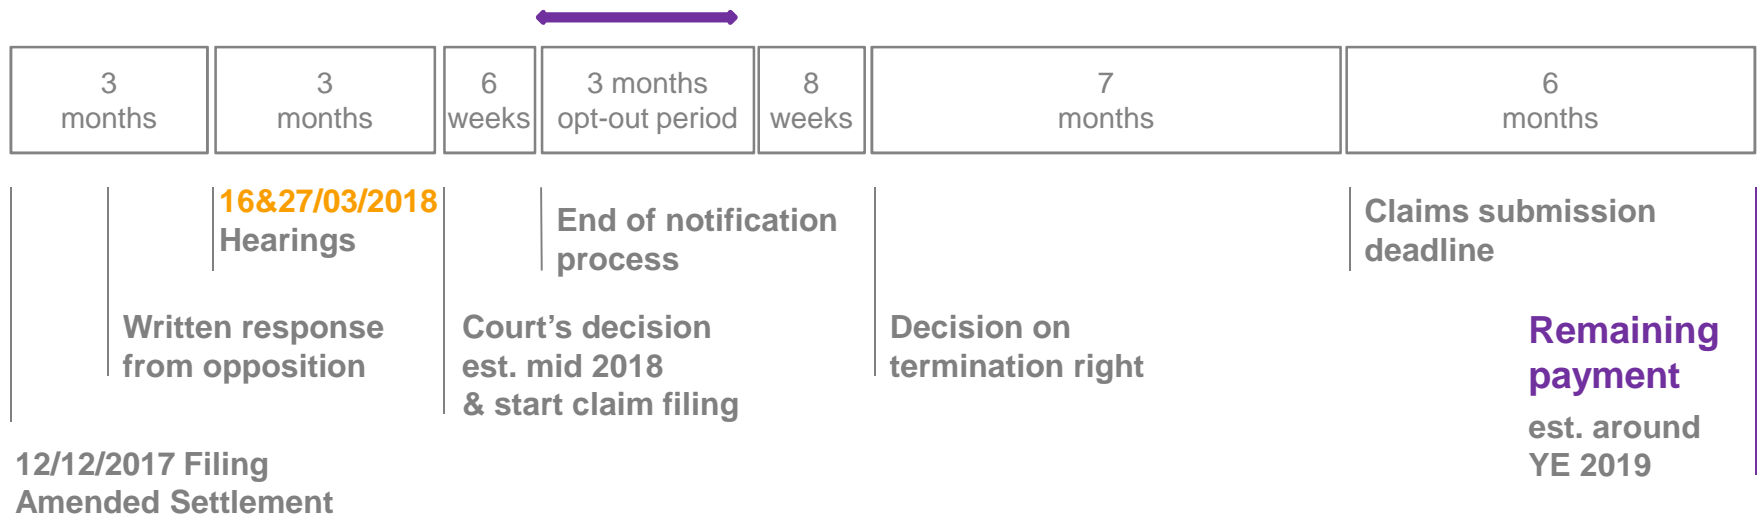 3
months
3
months
6
weeks
3 months
opt-out period
8
weeks
7
months
6
months
16&27/03/2018
Hearings
End of notification
process
Claims submission
deadline
Written response
from opposition
Court’s decision
est. mid 2018
& start claim filing
Decision on
termination right
Remaining
payment
est. around
YE 2019
12/12/2017 Filing
Amended Settlement